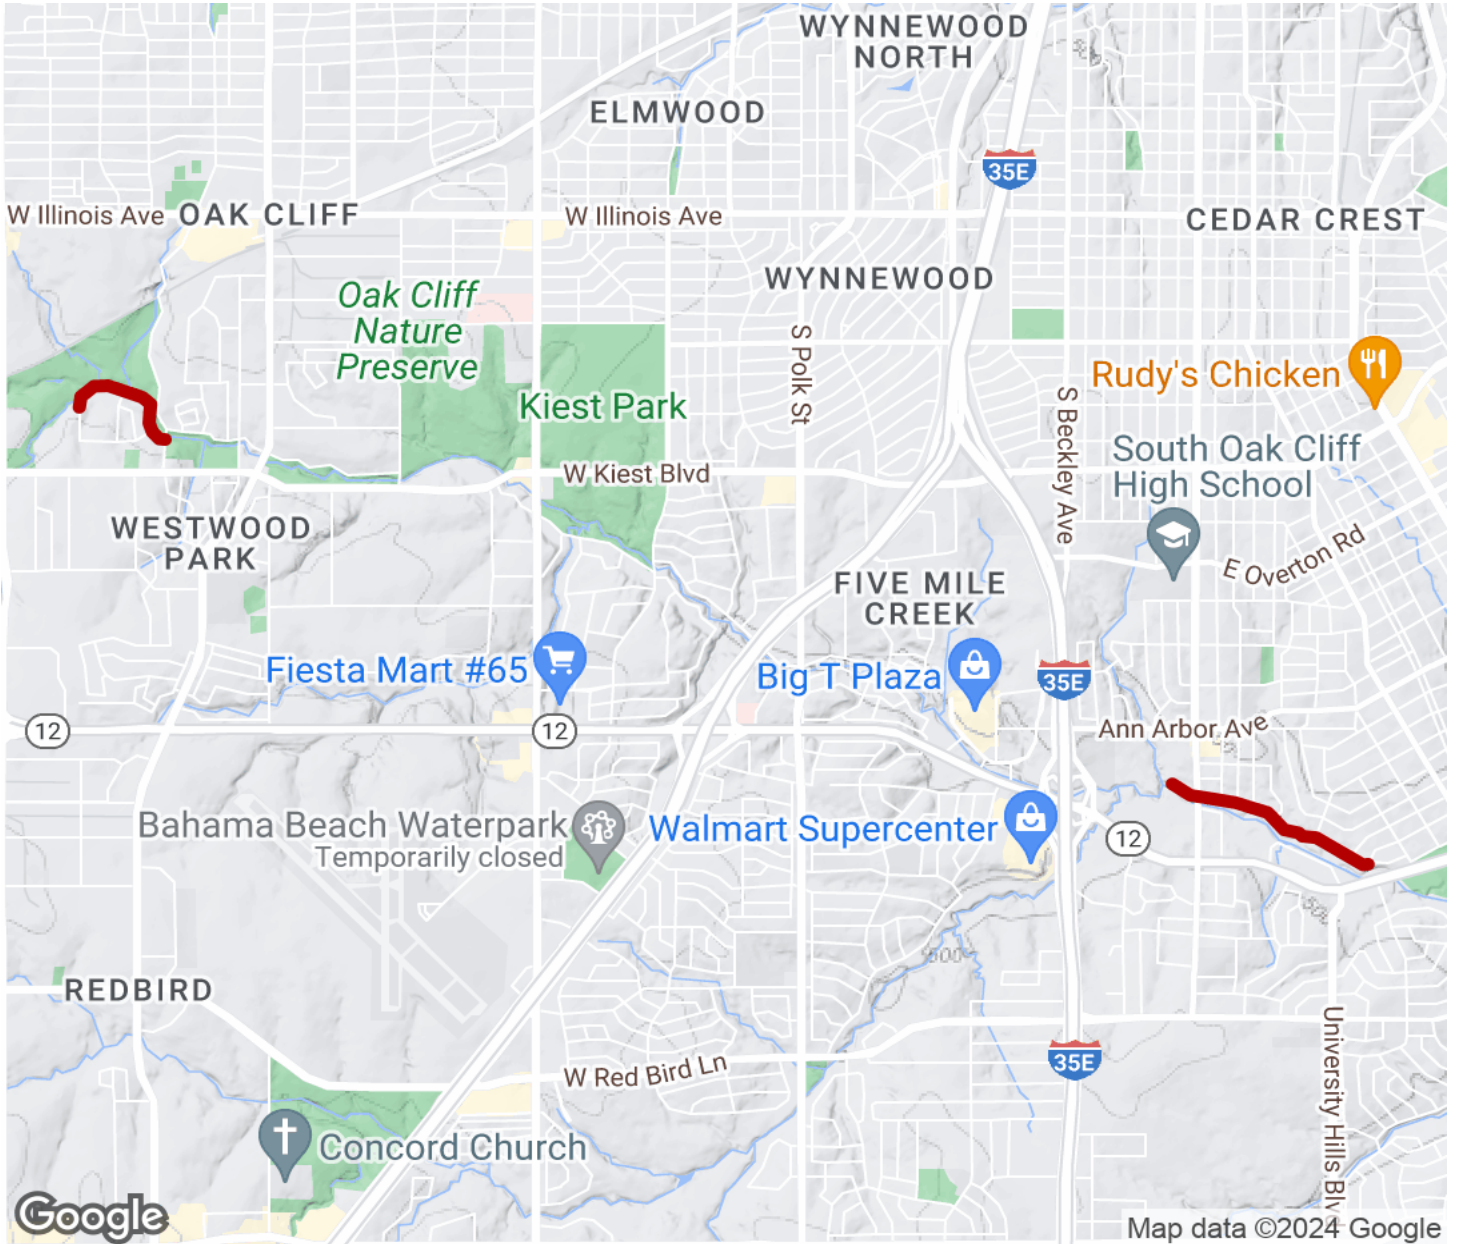 WYNNEWOOD
NORTH
ELMWOOD
35E
W Illinois Ave
OAK CLIFF
W Illinois Ave
CEDAR CREST
WYNNEWOOD
Oak Cliff
Nature
Preserve
S Polk St
Rudy's Chicken
Kiest Park
S Beckley Ave
South Oak Cliff
High School
W Kiest Blvd
WESTWOOD
PARK
E Overton Rd
FIVE MILE
CREEK
Fiesta Mart #65
Big T Plaza
35E
12
12
Ann Arbor Ave
Bahama Beach Waterpark
Temporarily closed
Walmart Supercenter
12
500
REDBIRD
University Hills Blvd
35E
W Red Bird Ln
Concord Church
Google
Map data ©2024 Google